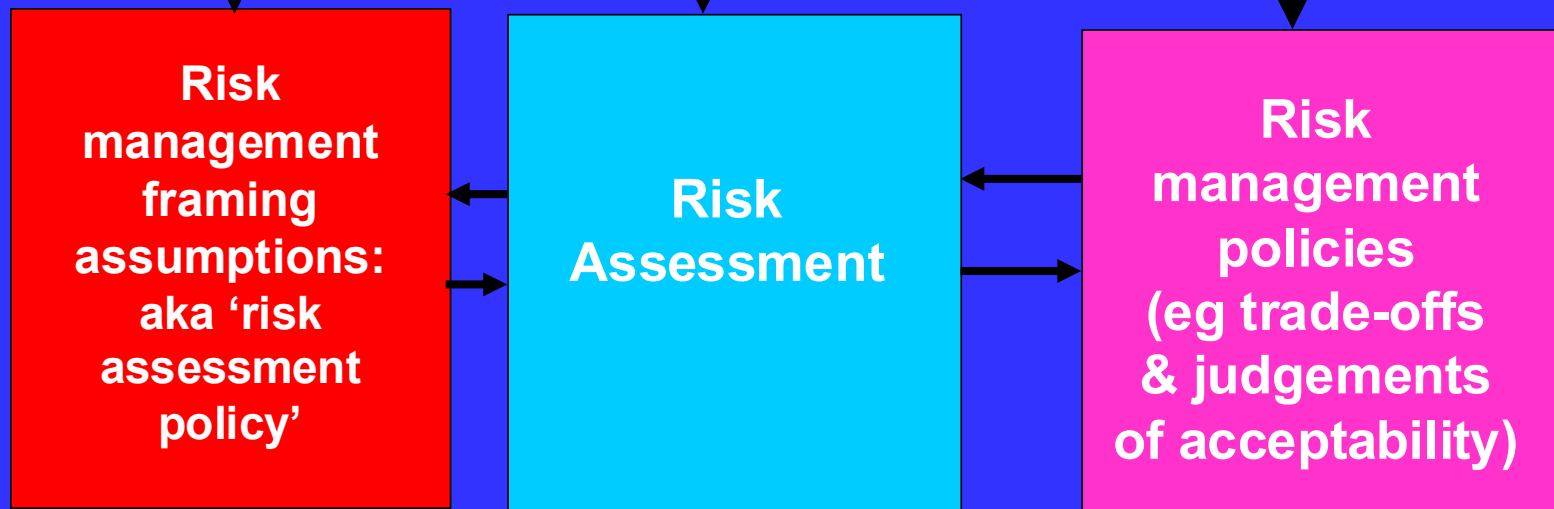 Risk
management
framing
assumptions:
aka ‘risk
assessment
policy’
Risk
Assessment
Risk
management
policies
(eg trade-offs
& judgements
of acceptability)